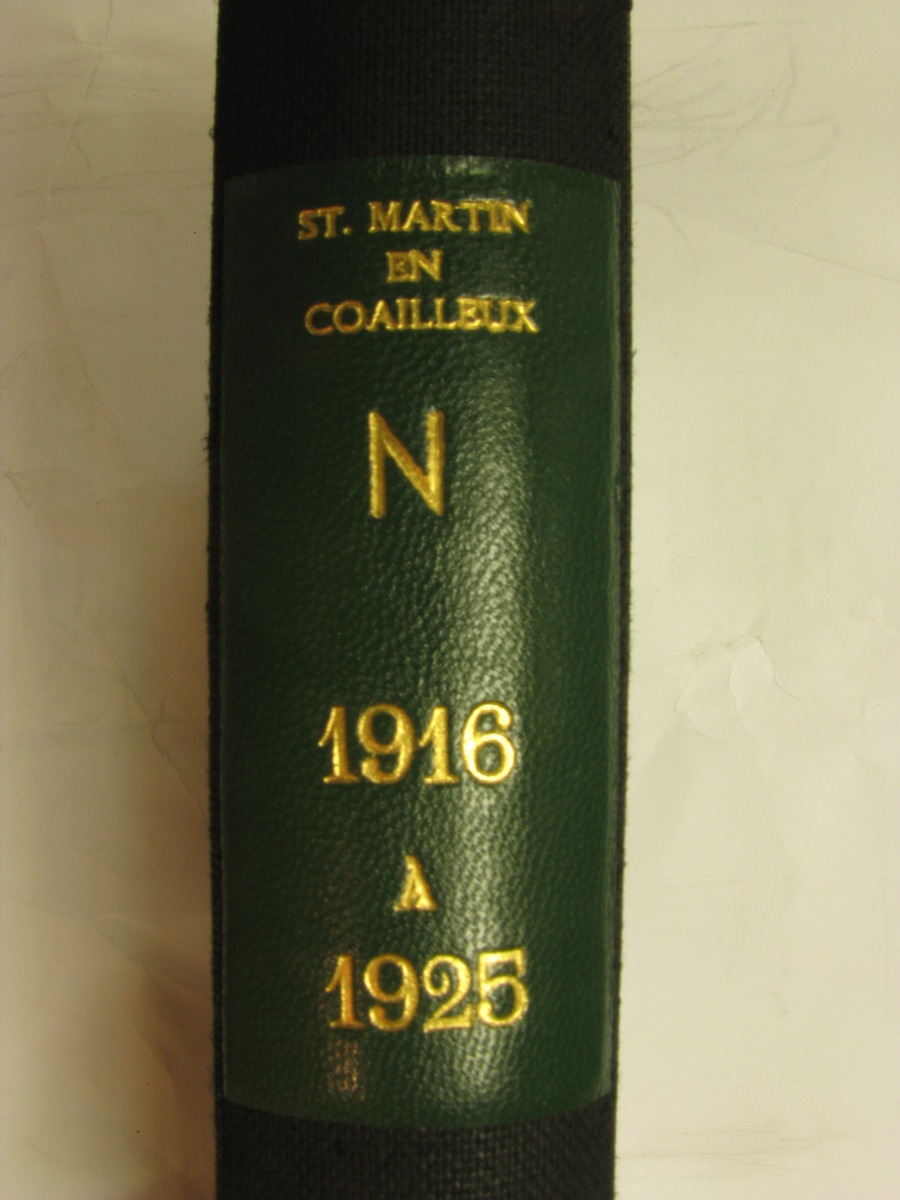 ST. MARTIN
EN
COAILLEUX
N
1916
A
1925